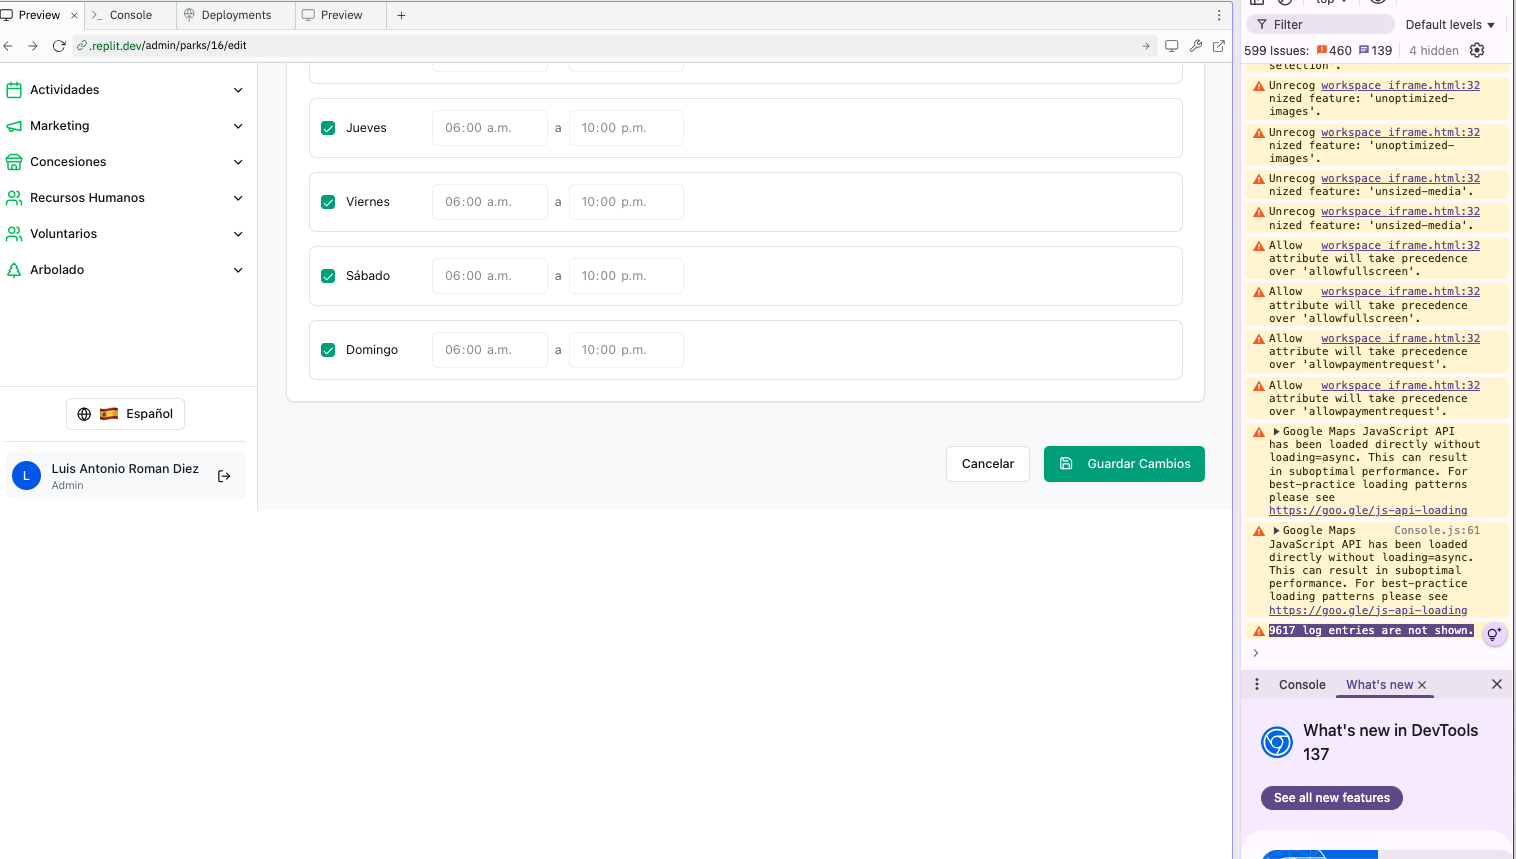 Preview × Console Deployments Preview +
.replit.dev/admin/parks/16/edit
Actividades
Marketing
Concesiones
Recursos Humanos
Voluntarios
Arbolado
Español
L
Luis Antonio Roman Diez
Admin
Jueves 06:00 a.m. a 10:00 p.m.
Viernes 06:00 a.m. a 10:00 p.m.
Sábado 06:00 a.m. a 10:00 p.m.
Domingo 06:00 a.m. a 10:00 p.m.
Cancelar Guardar Cambios
top
Filter Default levels
599 Issues: 460 139 4 hidden
selection'.
Unrecog workspace_iframe.html:32
nized feature: 'unoptimized-
images'.
Unrecog workspace_iframe.html:32
nized feature: 'unoptimized-
images'.
Unrecog workspace_iframe.html:32
nized feature: 'unsized-media'.
Unrecog workspace_iframe.html:32
nized feature: 'unsized-media'.
Allow workspace_iframe.html:32
attribute will take precedence
over 'allowfullscreen'.
Allow workspace_iframe.html:32
attribute will take precedence
over 'allowfullscreen'.
Allow workspace_iframe.html:32
attribute will take precedence
over 'allowpaymentrequest'.
Allow workspace_iframe.html:32
attribute will take precedence
over 'allowpaymentrequest'.
Google Maps JavaScript API
has been loaded directly without
loading=async. This can result
in suboptimal performance. For
best-practice loading patterns
please see
https://goo.gle/js-api-loading
Google Maps Console.js:61
JavaScript API has been loaded
directly without loading=async.
This can result in suboptimal
performance. For best-practice
loading patterns please see
https://goo.gle/js-api-loading
9617 log entries are not shown.
Console What's new ×
What's new in DevTools
137
See all new features